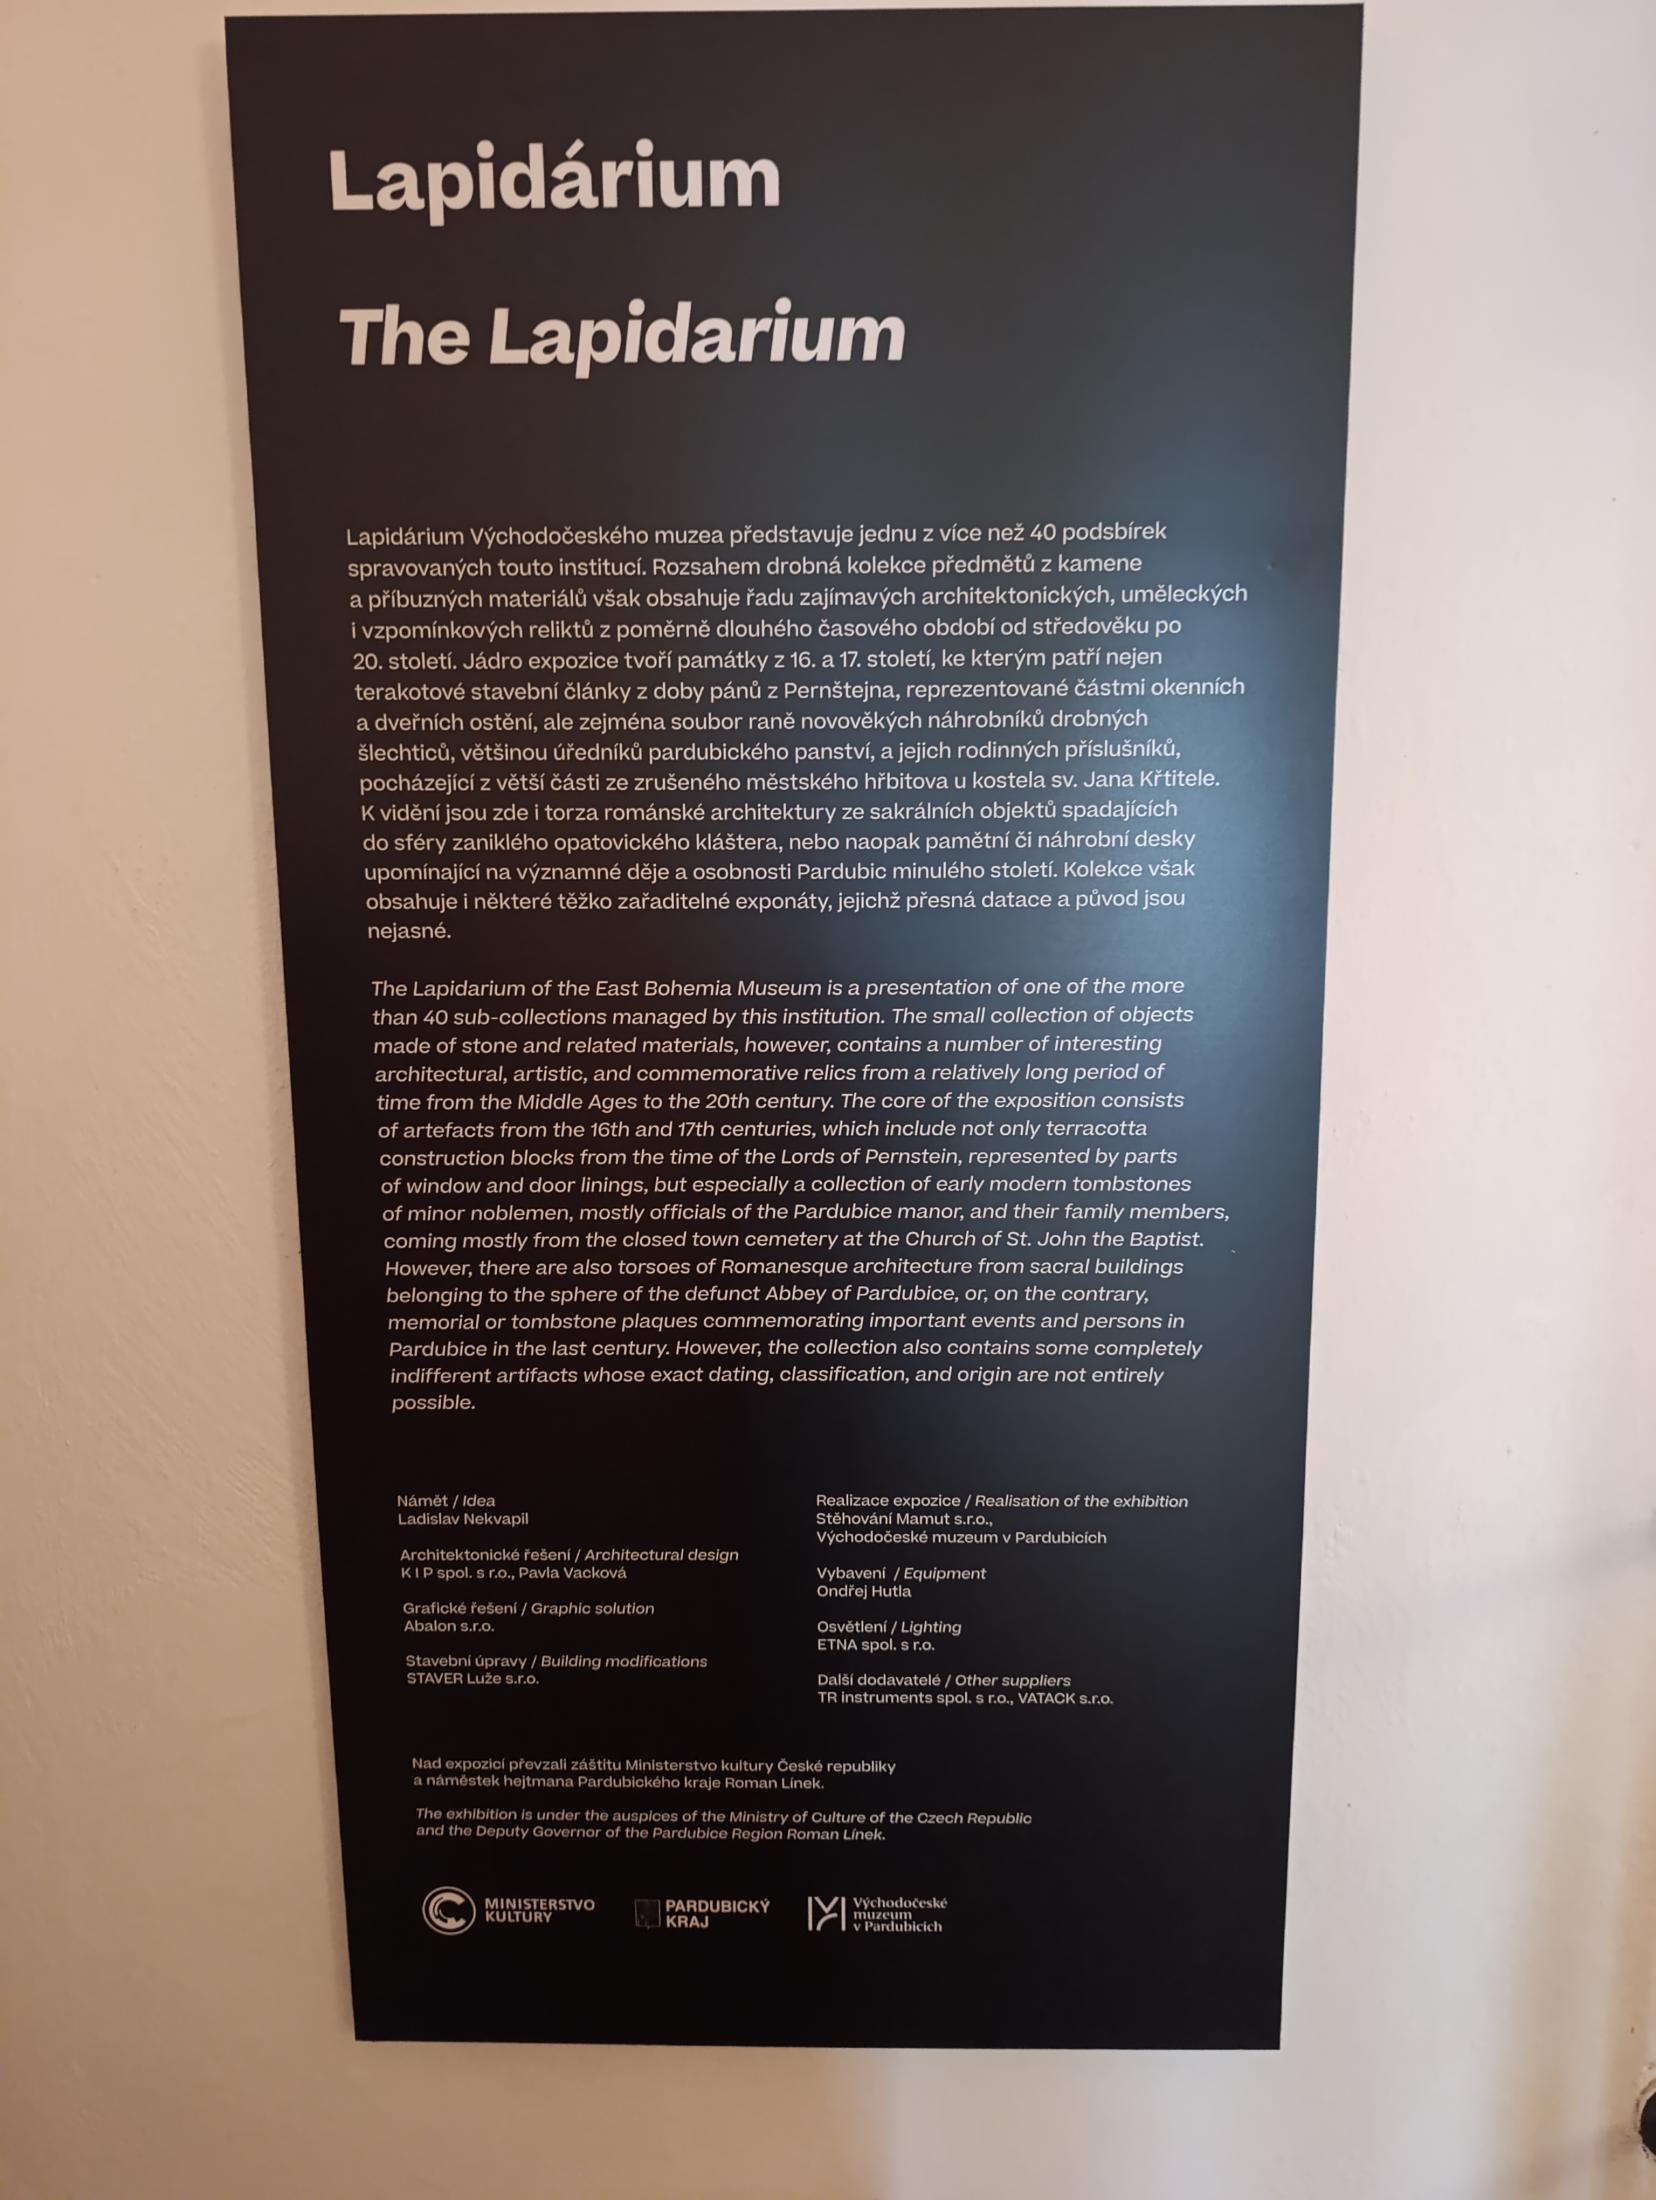 Lapidárium
The Lapidarium
Lapidárium Východočeského muzea představuje jednu z více než 40 podsbírek
spravovaných touto institucí. Rozsahem drobná kolekce předmětů z kamene
a příbuzných materiálů však obsahuje řadu zajímavých architektonických, uměleckých
i vzpomínkových reliktů z poměrně dlouhého časového období od středověku po
20. století. Jádro expozice tvoří památky z 16. a 17. století, ke kterým patří nejen
terakotové stavební články z doby pánů z Pernštejna, reprezentované částmi okenních
a dveřních ostění, ale zejména soubor raně novověkých náhrobníků drobných
šlechticů, většinou úředníků pardubického panství, a jejich rodinných příslušníků,
pocházející z větší části ze zrušeného městského hřbitova u kostela sv. Jana Křtitele.
K vidění jsou zde i torza románské architektury ze sakrálních objektů spadajících
do sféry zaniklého opatovického kláštera, nebo naopak pamětní či náhrobní desky
upomínající na významné děje a osobnosti Pardubic minulého století. Kolekce však
obsahuje i některé těžko zařaditelné exponáty, jejichž přesná datace a původ jsou
nejasné.
The Lapidarium of the East Bohemia Museum is a presentation of one of the more
than 40 sub-collections managed by this institution. The small collection of objects
made of stone and related materials, however, contains a number of interesting
architectural, artistic, and commemorative relics from a relatively long period of
time from the Middle Ages to the 20th century. The core of the exposition consists
of artefacts from the 16th and 17th centuries, which include not only terracotta
construction blocks from the time of the Lords of Pernstein, represented by parts
of window and door linings, but especially a collection of early modern tombstones
of minor noblemen, mostly officials of the Pardubice manor, and their family members,
coming mostly from the closed town cemetery at the Church of St. John the Baptist.
However, there are also torsoes of Romanesque architecture from sacral buildings
belonging to the sphere of the defunct Abbey of Pardubice, or, on the contrary,
memorial or tombstone plaques commemorating important events and persons in
Pardubice in the last century. However, the collection also contains some completely
indifferent artifacts whose exact dating, classification, and origin are not entirely
possible.
Námět / Idea
Ladislav Nekvapil
Architektonické řešení / Architectural design
K I P spol. s r.o., Pavla Vacková
Grafické řešení / Graphic solution
Abalon s.r.o.
Stavební úpravy / Building modifications
STAVER Luže s.r.o.
Realizace expozice / Realisation of the exhibition
Stěhování Mamut s.r.o.,
Východočeské muzeum v Pardubicích
Vybavení / Equipment
Ondřej Hutla
Osvětlení / Lighting
ETNA spol. s r.o.
Další dodavatelé / Other suppliers
TR instruments spol. s r.o., VATACK s.r.o.
Nad expozicí převzali záštitu Ministerstvo kultury České republiky
a náměstek hejtmana Pardubického kraje Roman Línek.
The exhibition is under the auspices of the Ministry of Culture of the Czech Republic
and the Deputy Governor of the Pardubice Region Roman Línek.
MINISTERSTVO
KULTURY
PARDUBICKÝ
KRAJ
Východočeské
muzeum
v Pardubicích